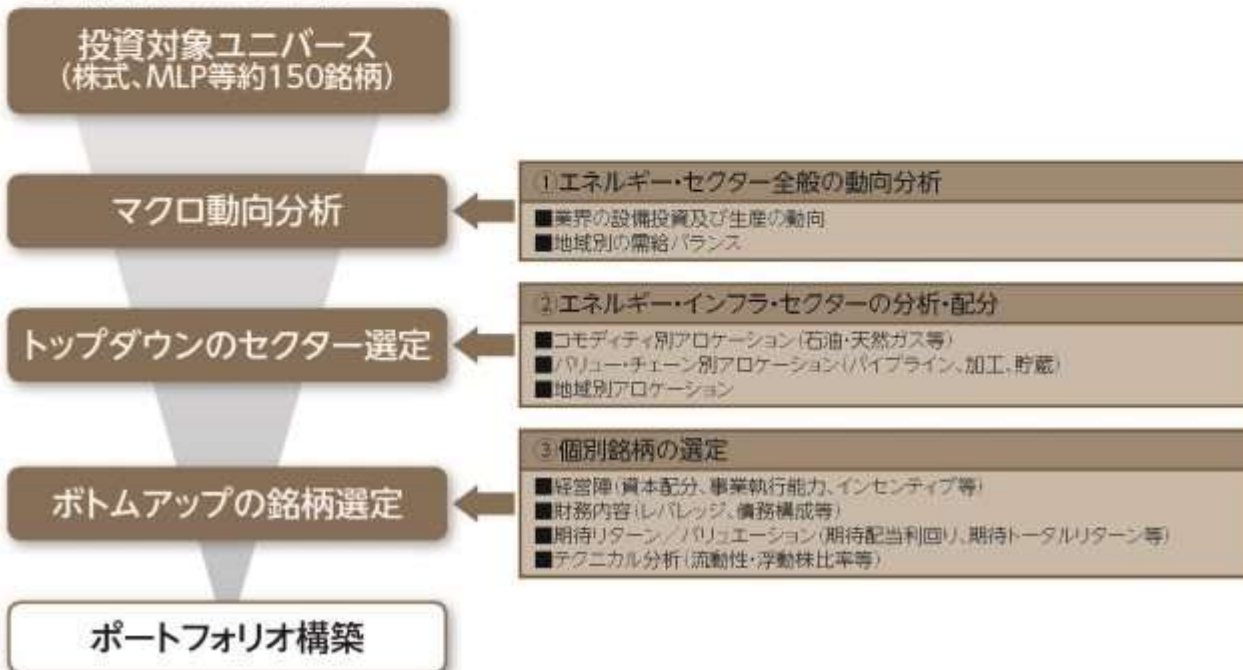 投資対象ユニバース
(株式、MLP等約150銘柄)
マクロ動向分析
①エネルギー・セクター全般の動向分析
■業界の設備投資及び生産の動向
■地域別の需給バランス
トップダウンのセクター選定
②エネルギー・インフラ・セクターの分析・配分
■コモディティ別アロケーション(石油・天然ガス等)
■バリュー・チェーン別アロケーション(パイプライン、加工、貯蔵)
■地域別アロケーション
ボトムアップの銘柄選定
③個別銘柄の選定
■経営陣(資本配分、事業執行能力、インセンティブ等)
■財務内容(レバレッジ、債務構成等)
■期待リターン／バリュエーション(期待配当利回り、期待トータルリターン等)
■テクニカル分析(流動性・浮動株比率等)
ポートフォリオ構築